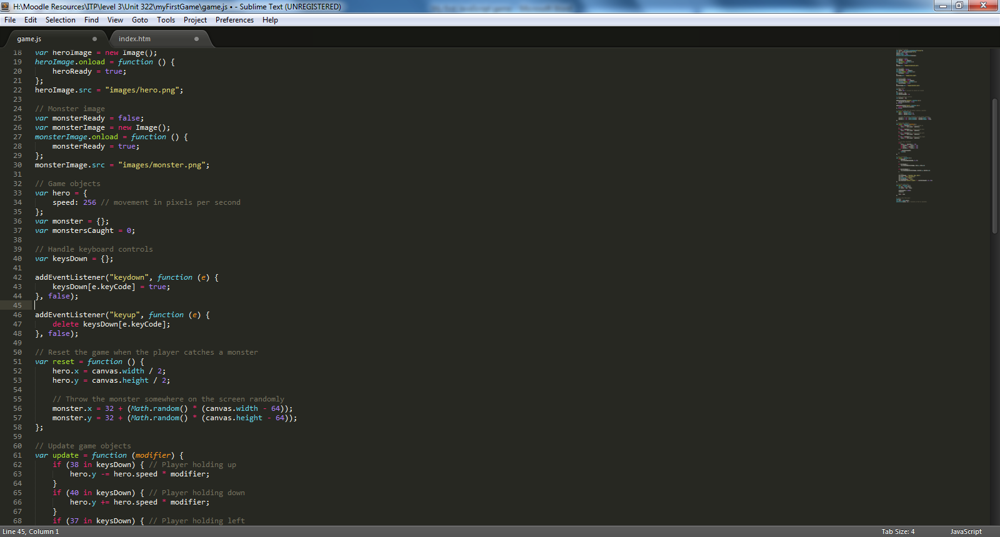 H:\Moodle Resources\ITP\level 3\Unit 322\myFirstGame\game.js • - Sublime Text (UNREGISTERED)
File Edit Selection Find View Goto Tools Project Preferences Help
game.js index.htm
18 var heroImage = new Image();
19 heroImage.onload = function () {
20     heroReady = true;
21 };
22 heroImage.src = "images/hero.png";
23
24 // Monster image
25 var monsterReady = false;
26 var monsterImage = new Image();
27 monsterImage.onload = function () {
28     monsterReady = true;
29 };
30 monsterImage.src = "images/monster.png";
31
32 // Game objects
33 var hero = {
34     speed: 256 // movement in pixels per second
35 };
36 var monster = {};
37 var monstersCaught = 0;
38
39 // Handle keyboard controls
40 var keysDown = {};
41
42 addEventListener("keydown", function (e) {
43     keysDown[e.keyCode] = true;
44 }, false);
45
46 addEventListener("keyup", function (e) {
47     delete keysDown[e.keyCode];
48 }, false);
49
50 // Reset the game when the player catches a monster
51 var reset = function () {
52     hero.x = canvas.width / 2;
53     hero.y = canvas.height / 2;
54
55     // Throw the monster somewhere on the screen randomly
56     monster.x = 32 + (Math.random() * (canvas.width - 64));
57     monster.y = 32 + (Math.random() * (canvas.height - 64));
58 };
59
60 // Update game objects
61 var update = function (modifier) {
62     if (38 in keysDown) { // Player holding up
63         hero.y -= hero.speed * modifier;
64     }
65     if (40 in keysDown) { // Player holding down
66         hero.y += hero.speed * modifier;
67     }
68     if (37 in keysDown) { // Player holding left
Line 45, Column 1 Tab Size: 4 JavaScript